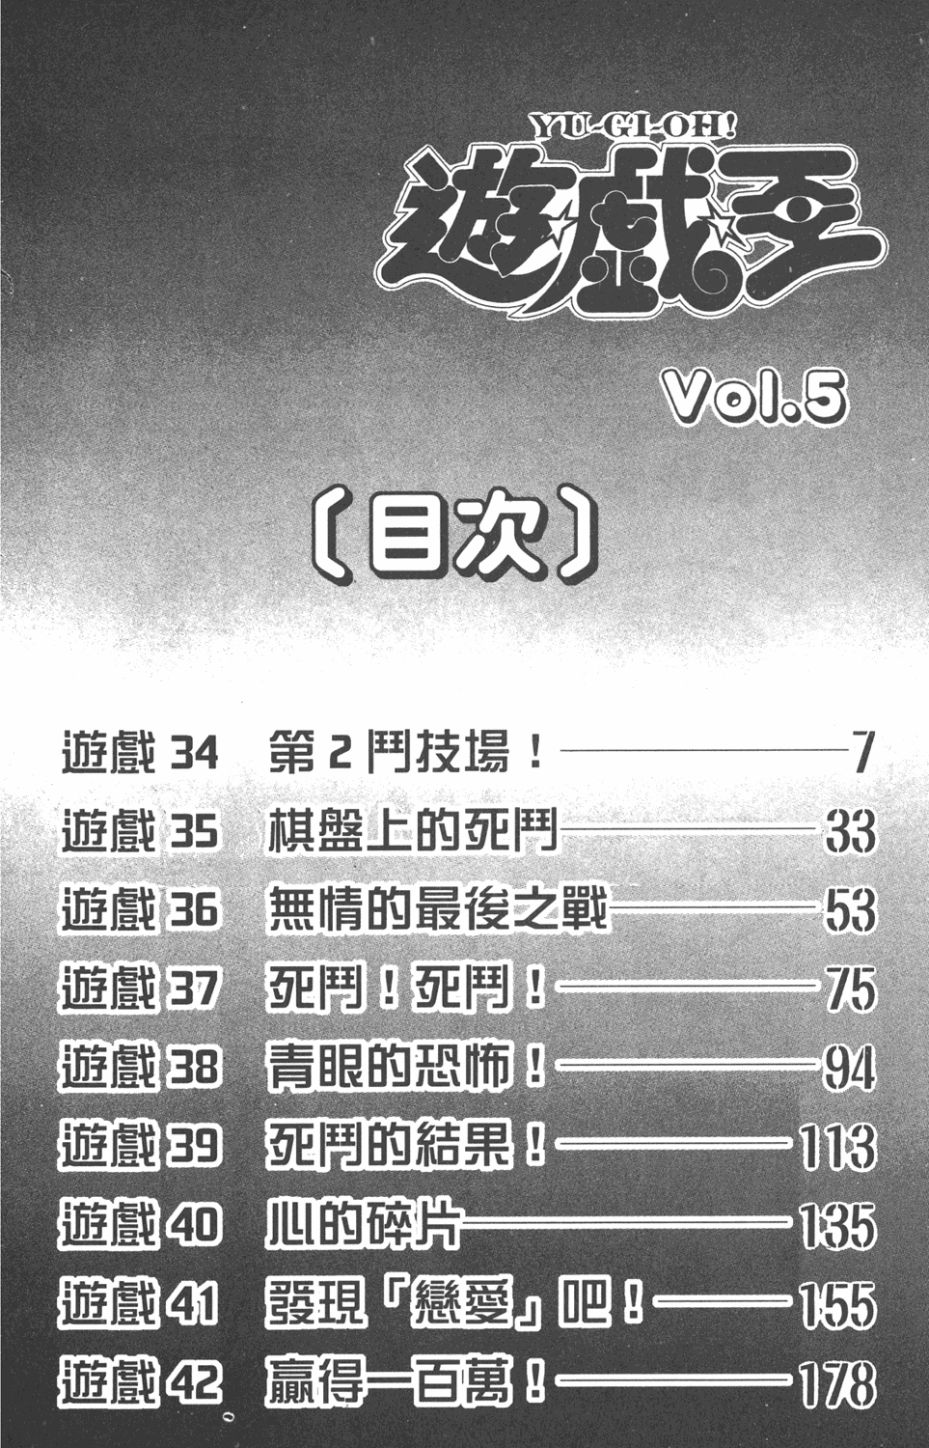 YU-GI-OH!
遊戲王
Vol.5
〔目次〕
遊戲 34 第2鬥技場！ 7
遊戲 35 棋盤上的死鬥 33
遊戲 36 無情的最後之戰 53
遊戲 37 死鬥！死鬥！ 75
遊戲 38 青眼的恐怖！ 94
遊戲 39 死鬥的結果！ 113
遊戲 40 心的碎片 135
遊戲 41 發現『戀愛』吧！ 155
遊戲 42 贏得一百萬！ 178